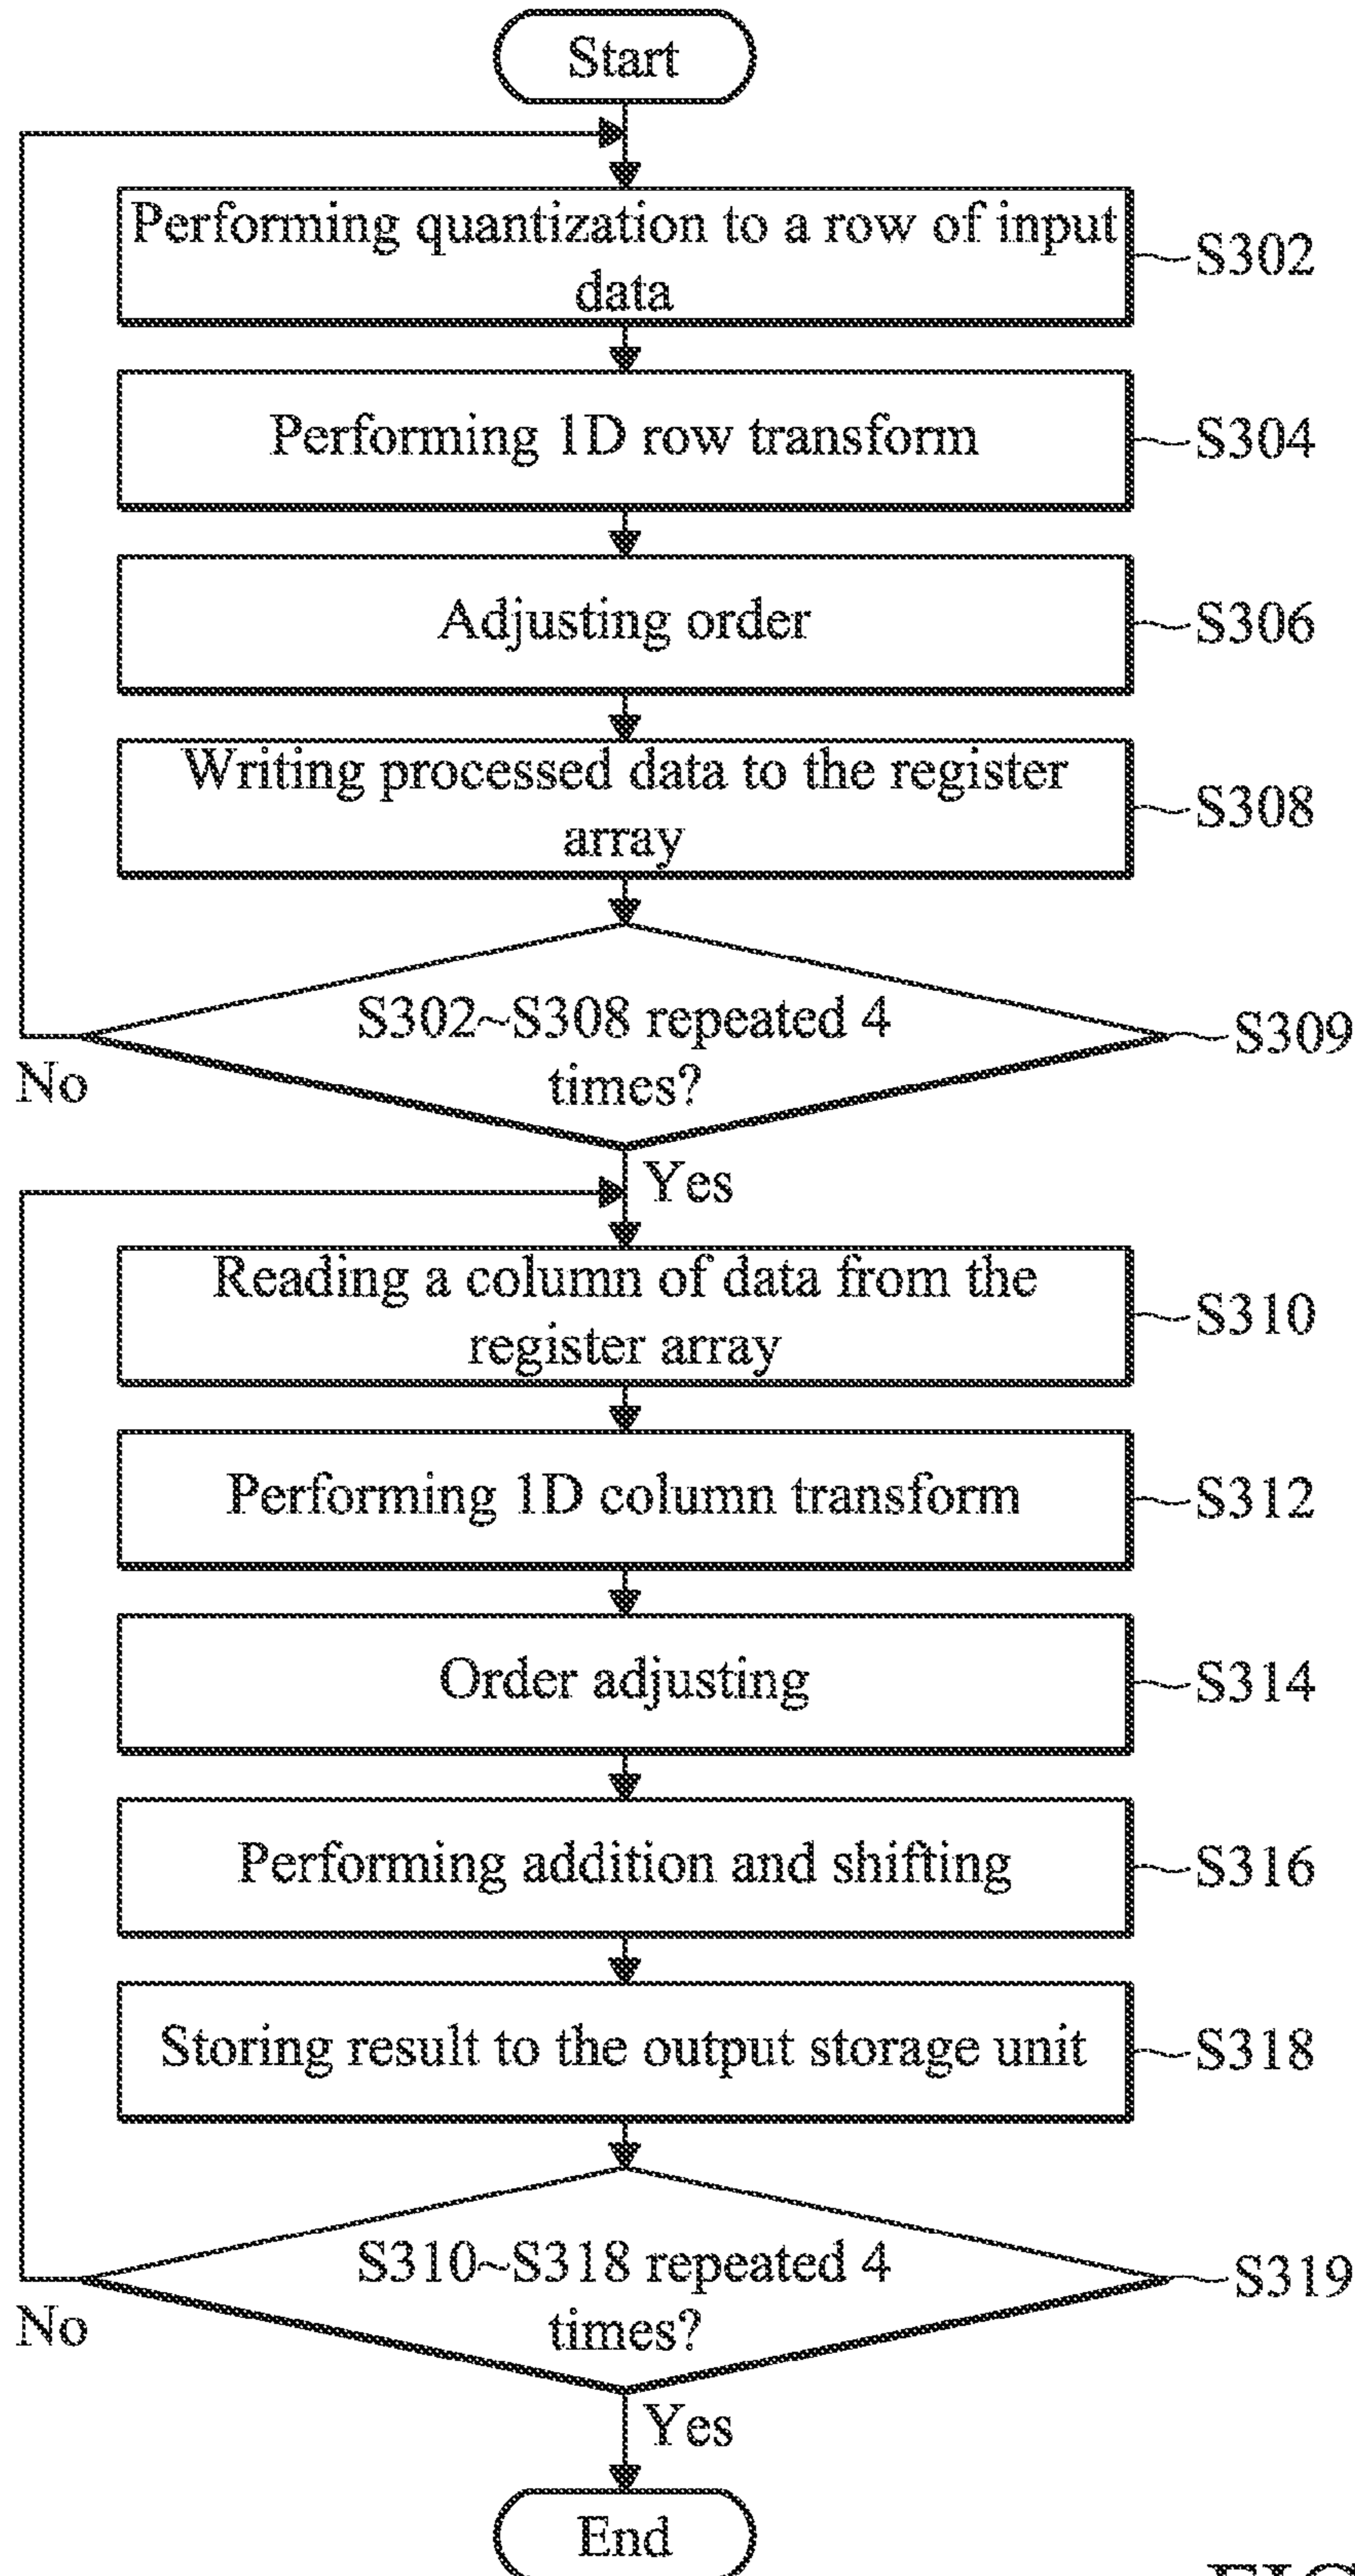 Start
Performing quantization to a row of input
data
S302
Performing 1D row transform
S304
Adjusting order
S306
Writing processed data to the register
array
S308
S302~S308 repeated 4
times?
S309
No
Yes
Reading a column of data from the
register array
S310
Performing 1D column transform
S312
Order adjusting
S314
Performing addition and shifting
S316
Storing result to the output storage unit
S318
S310~S318 repeated 4
times?
S319
No
Yes
End